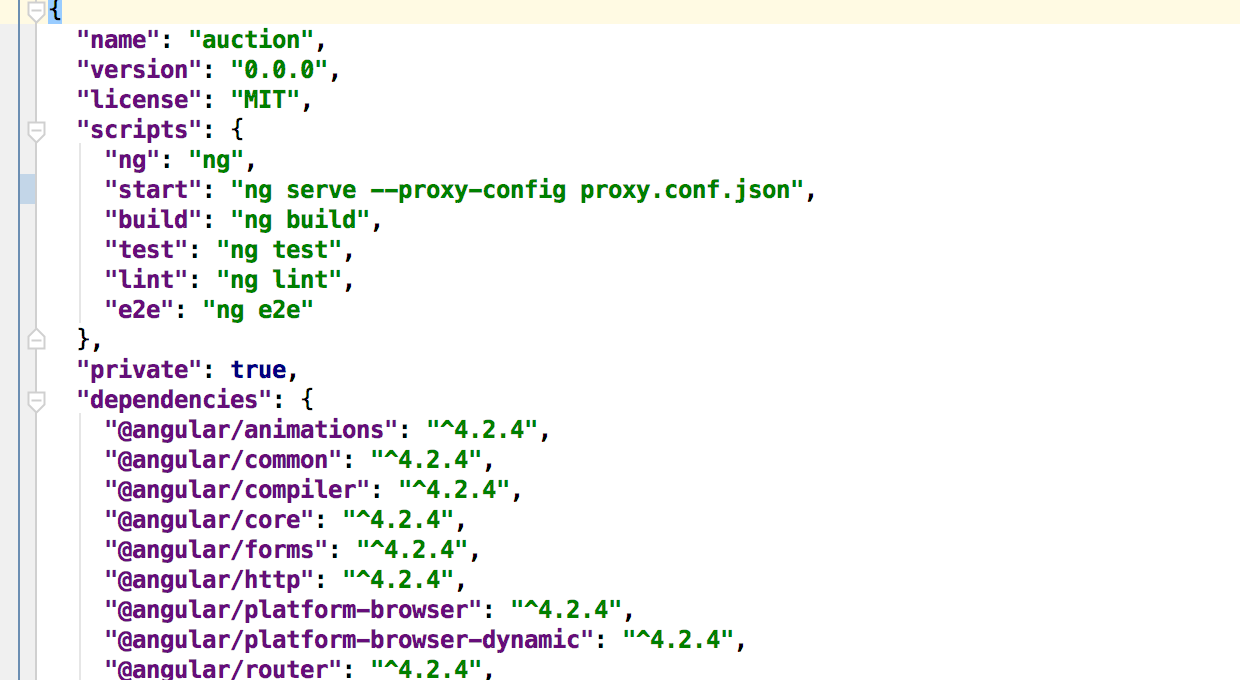 {
"name": "auction",
"version": "0.0.0",
"license": "MIT",
"scripts": {
"ng": "ng",
"start": "ng serve --proxy-config proxy.conf.json",
"build": "ng build",
"test": "ng test",
"lint": "ng lint",
"e2e": "ng e2e"
},
"private": true,
"dependencies": {
"@angular/animations": "^4.2.4",
"@angular/common": "^4.2.4",
"@angular/compiler": "^4.2.4",
"@angular/core": "^4.2.4",
"@angular/forms": "^4.2.4",
"@angular/http": "^4.2.4",
"@angular/platform-browser": "^4.2.4",
"@angular/platform-browser-dynamic": "^4.2.4",
"@angular/router": "^4.2.4",